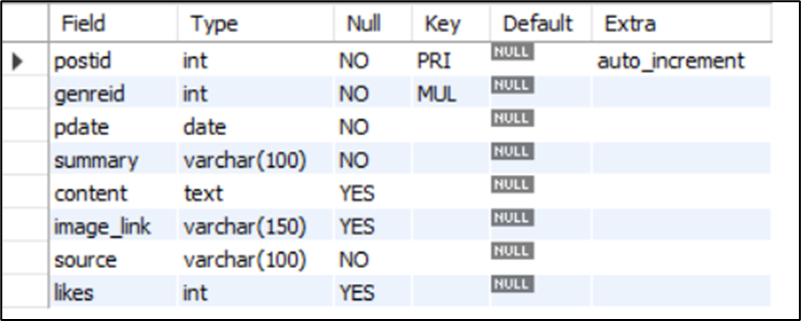 Field Type Null Key Default Extra
postid int NO PRI NULL auto_increment
genreid int NO MUL NULL
pdate date NO NULL
summary varchar(100) NO NULL
content text YES NULL
image_link varchar(150) YES NULL
source varchar(100) NO NULL
likes int YES NULL